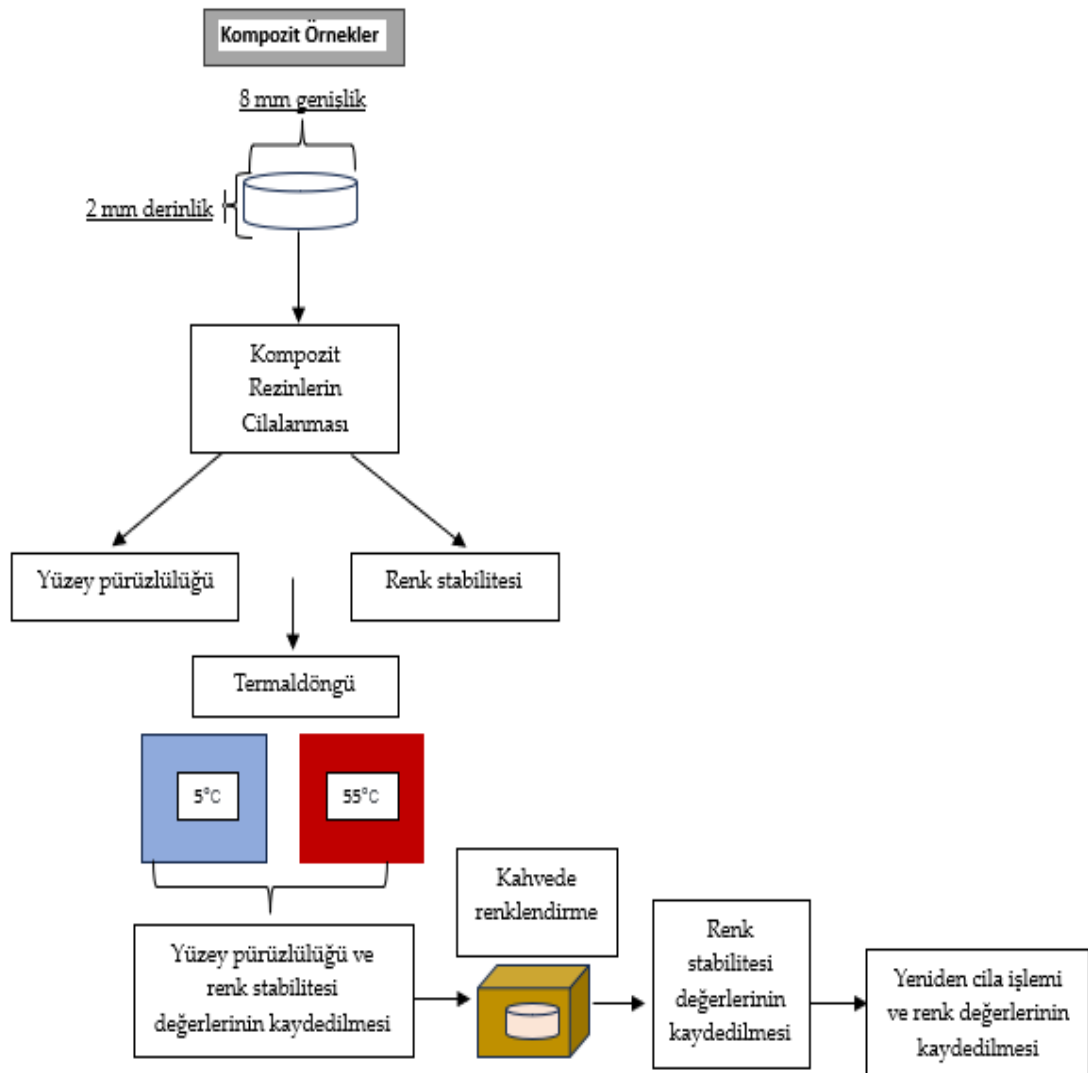 Kompozit Örnekler
8 mm genişlik
2 mm derinlik
Kompozit
Rezinlerin
Cilalanması
Yüzey pürüzlülüğü
Renk stabilitesi
Termaldöngü
5°C
55°C
Yüzey pürüzlülüğü ve
renk stabilitesi
değerlerinin kaydedilmesi
Kahvede
renklendirme
Renk
stabilitesi
değerlerinin
kaydedilmesi
Yeniden cila işlemi
ve renk değerlerinin
kaydedilmesi